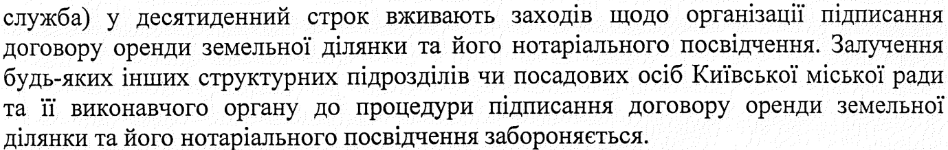 служба) у десятиденний строк вживають заходів щодо організації підписання
договору оренди земельної ділянки та його нотаріального посвідчення. Залучення
будь-яких інших структурних підрозділів чи посадових осіб Київської міської ради
та її виконавчого органу до процедури підписання договору оренди земельної
ділянки та його нотаріального посвідчення забороняється.